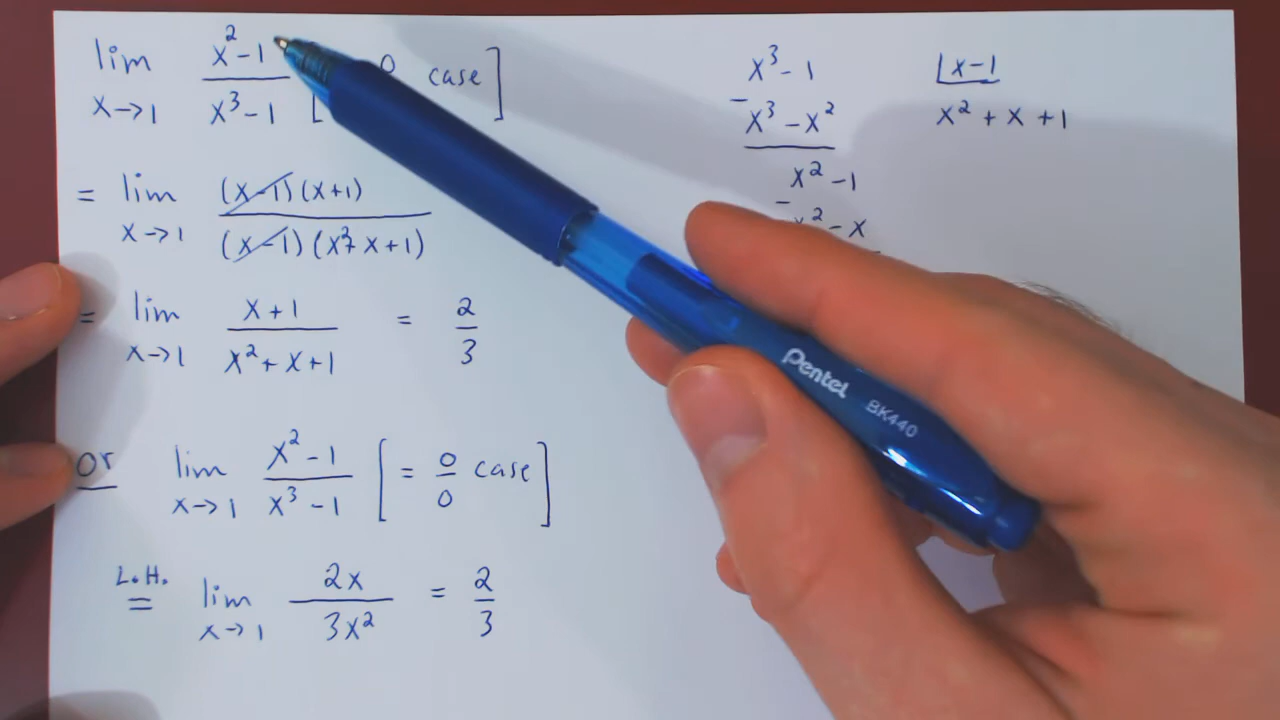 lim x→1 x²-1 / x³-1 [ 0 case ]
= lim x→1 (x-1)(x+1) / (x-1)(x²+x+1)
= lim x→1 x+1 / x²+x+1 = 2/3
or lim x→1 x²-1 / x³-1 [ = 0/0 case ]
L.H. = lim x→1 2x / 3x² = 2/3
x³-1 x-1
- x³-x² x²+x+1
x²-1
- x²-x
Pentel BK440